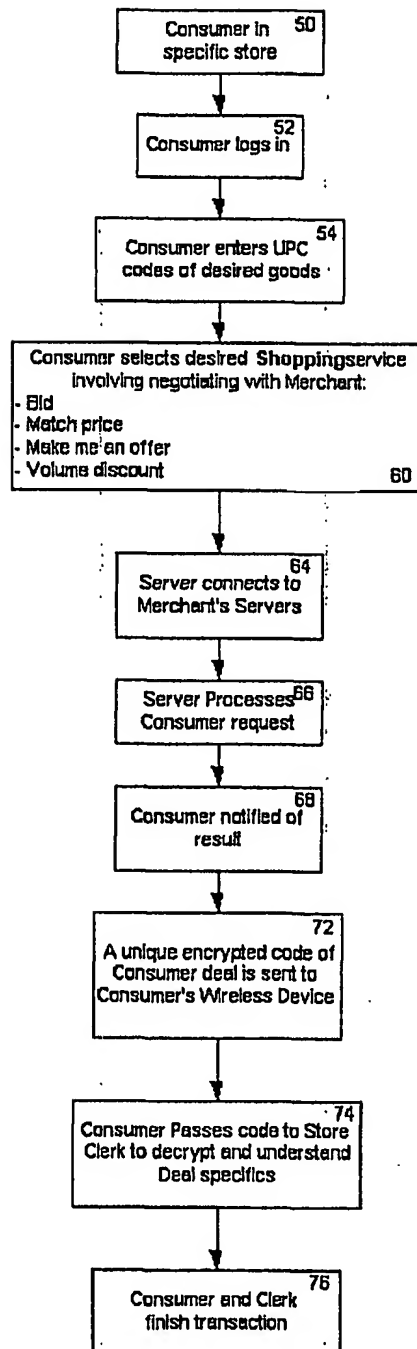 50
Consumer in
specific store
52
Consumer logs in
54
Consumer enters UPC
codes of desired goods
Consumer selects desired Shoppingservice
involving negotiating with Merchant:
- Bid
- Match price
- Make me an offer
- Volume discount
60
64
Server connects to
Merchant's Servers
66
Server Processes
Consumer request
68
Consumer notified of
result
72
A unique encrypted code of
Consumer deal is sent to
Consumer's Wireless Device
74
Consumer Passes code to Store
Clerk to decrypt and understand
Deal specifics
76
Consumer and Clerk
finish transaction